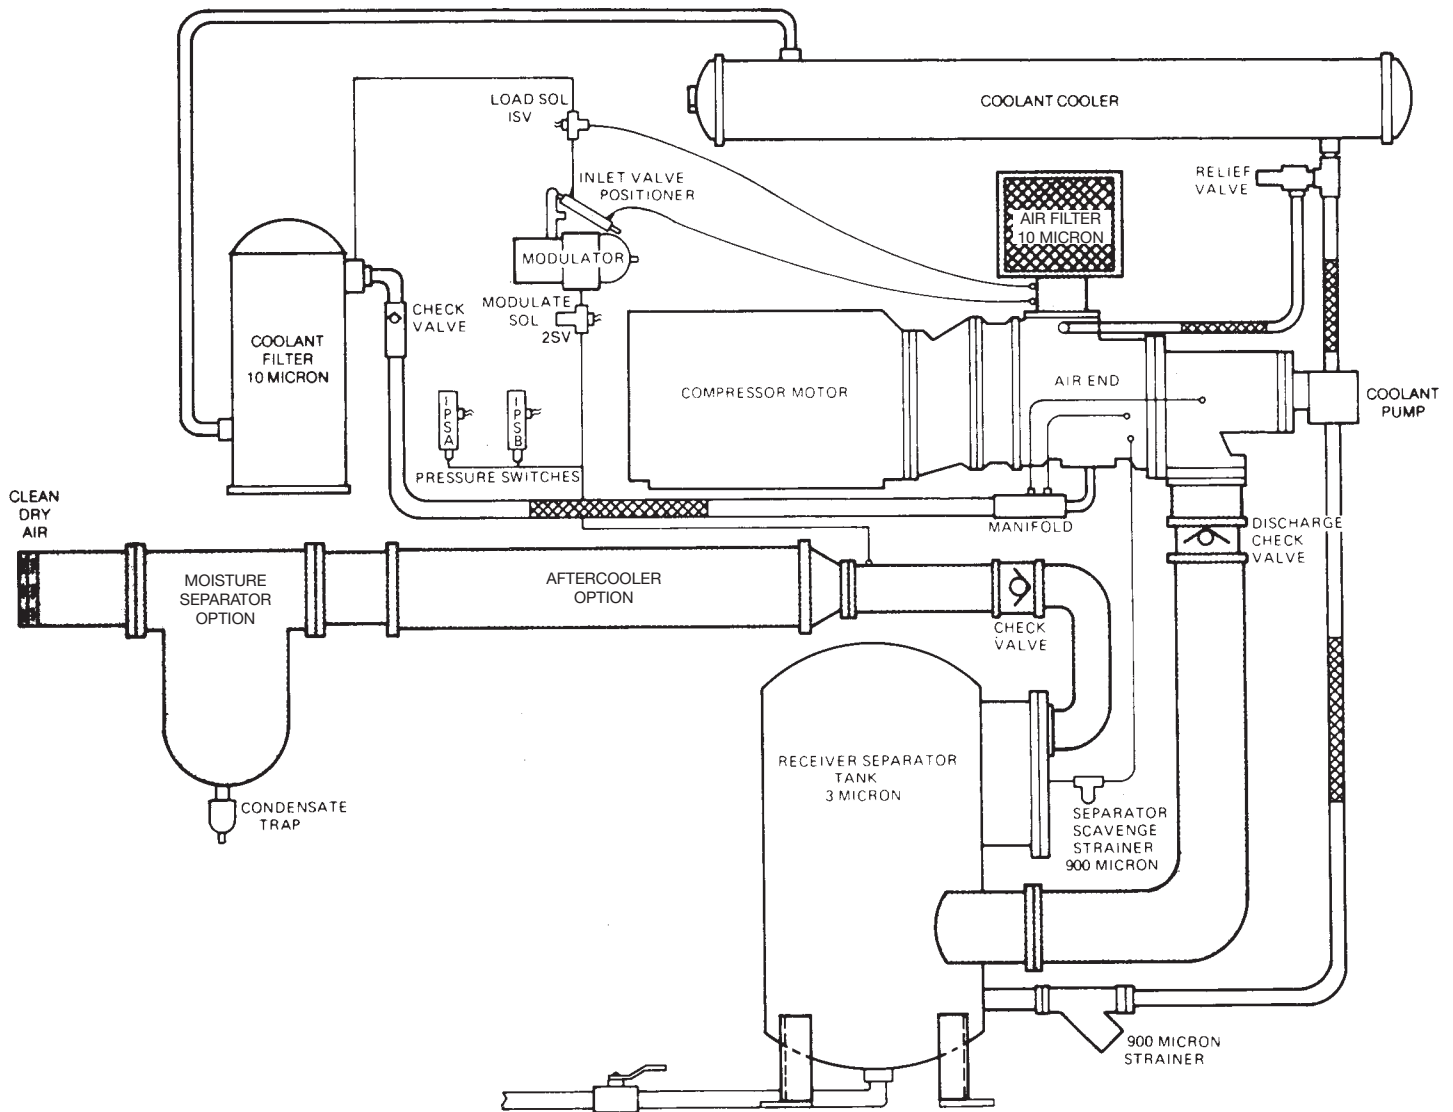 COOLANT COOLER
LOAD SOL
ISV
INLET VALVE
POSITIONER
RELIEF
VALVE
AIR FILTER
10 MICRON
MODULATOR
COOLANT
FILTER
10 MICRON
CHECK
VALVE
MODULATE
SOL
2SV
COMPRESSOR MOTOR
AIR END
COOLANT
PUMP
IPSA
IPSB
PRESSURE SWITCHES
MANIFOLD
CLEAN
DRY
AIR
DISCHARGE
CHECK
VALVE
MOISTURE
SEPARATOR
OPTION
AFTERCOOLER
OPTION
CHECK
VALVE
RECEIVER SEPARATOR
TANK
3 MICRON
CONDENSATE
TRAP
SEPARATOR
SCAVENGE
STRAINER
900 MICRON
900 MICRON
STRAINER